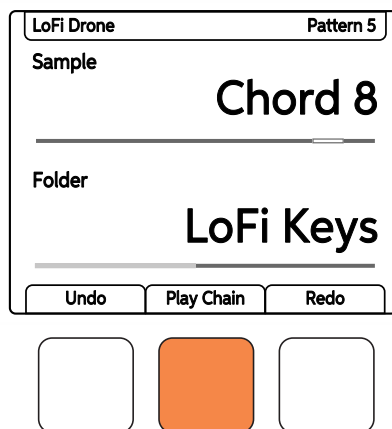 LoFi Drone Pattern 5
Sample
Chord 8
Folder
LoFi Keys
Undo Play Chain Redo